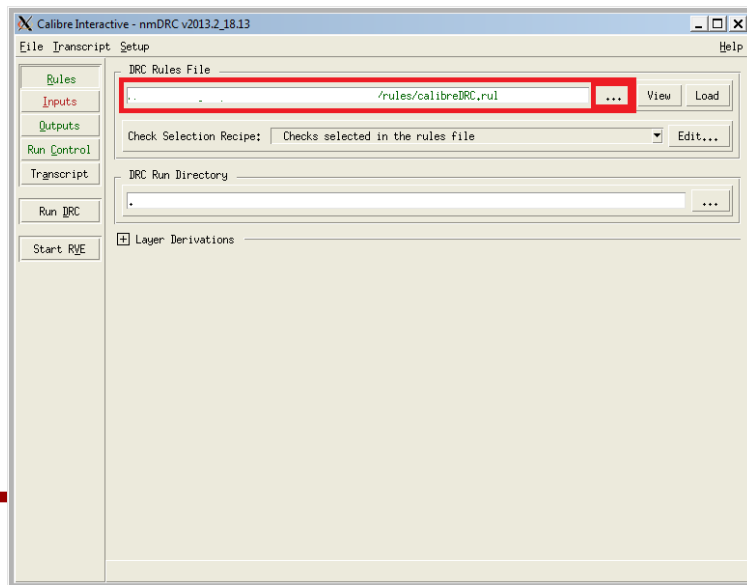 Calibre Interactive - nmDRC v2013.2_18.13
File Transcript Setup Help
Rules
Inputs
Outputs
Run Control
Transcript
Run DRC
Start RVE
DRC Rules File
/rules/calibreDRC.rul ... View Load
Check Selection Recipe: Checks selected in the rules file Edit...
DRC Run Directory
. ...
Layer Derivations